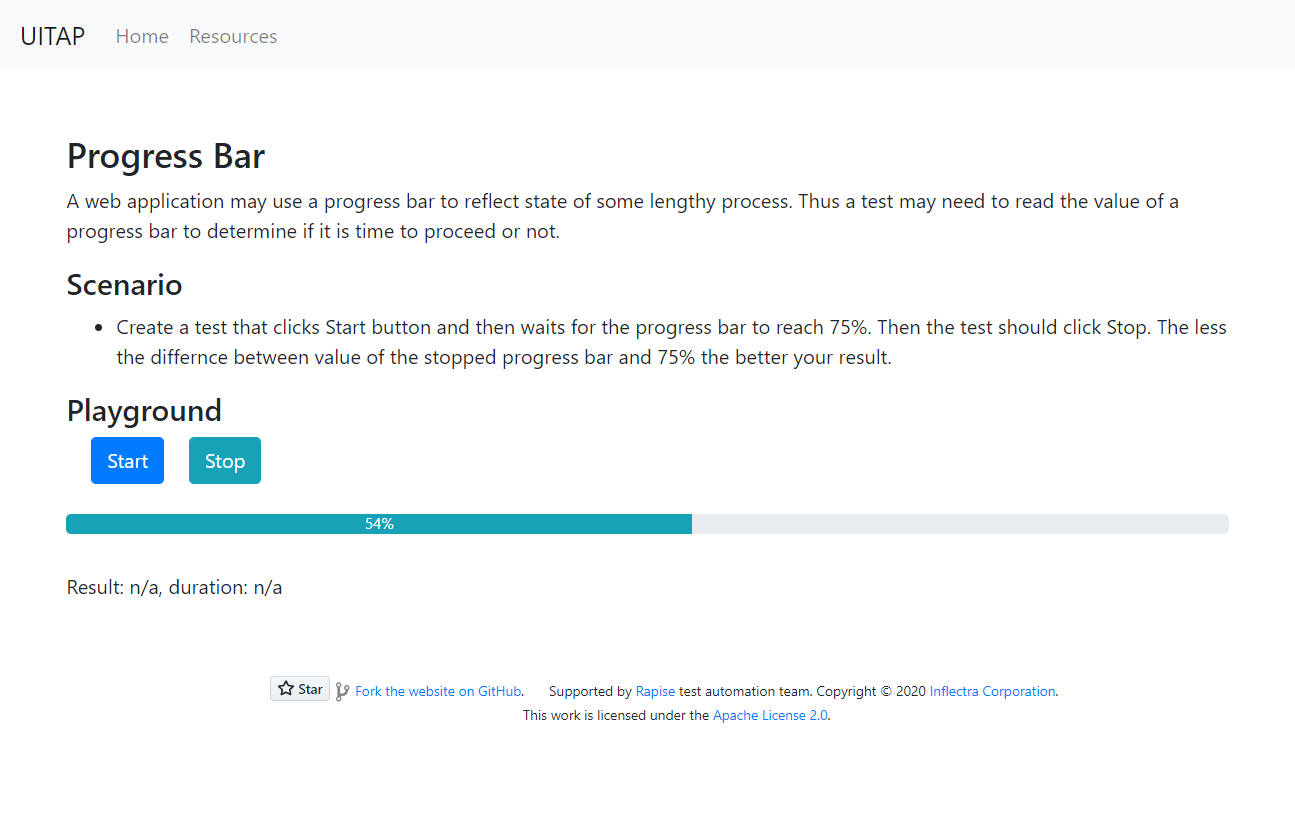 UITAP Home Resources
Progress Bar
A web application may use a progress bar to reflect state of some lengthy process. Thus a test may need to read the value of a
progress bar to determine if it is time to proceed or not.
Scenario
Create a test that clicks Start button and then waits for the progress bar to reach 75%. Then the test should click Stop. The less
the differnce between value of the stopped progress bar and 75% the better your result.
Playground
Start Stop
54%
Result: n/a, duration: n/a
Star Fork the website on GitHub. Supported by Rapise test automation team. Copyright © 2020 Inflectra Corporation.
This work is licensed under the Apache License 2.0.